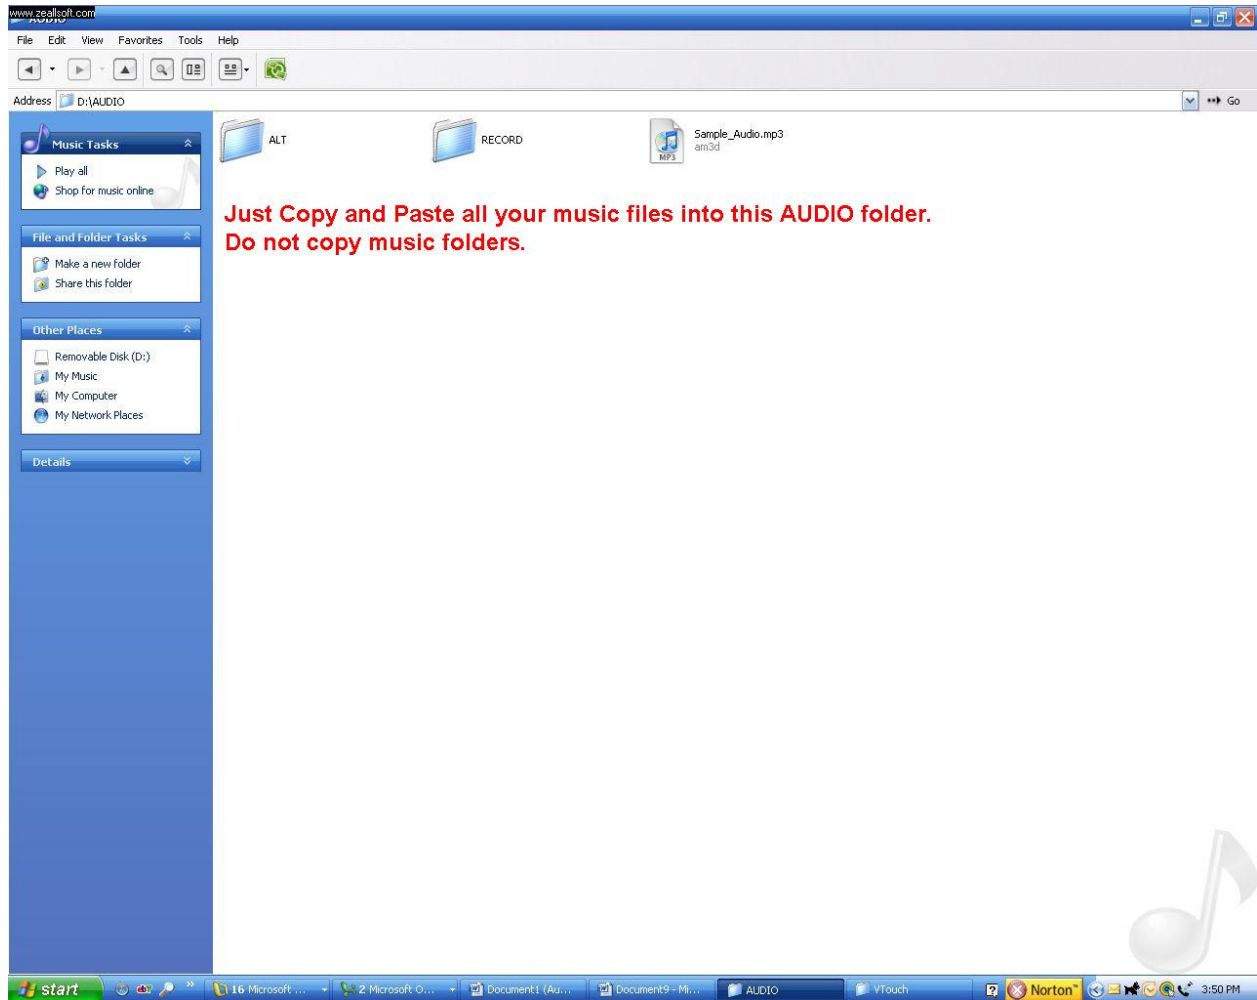 www.zeallsoft.com
AUDIO
File Edit View Favorites Tools Help
Address D:\AUDIO Go
Music Tasks
Play all
Shop for music online
File and Folder Tasks
Make a new folder
Share this folder
Other Places
Removable Disk (D:)
My Music
My Computer
My Network Places
Details
ALT
RECORD
Sample_Audio.mp3
am3d
MP3
Just Copy and Paste all your music files into this AUDIO folder.
Do not copy music folders.
start 16 Microsoft ... 2 Microsoft O... Document1 (Au... Document9 - Mi... AUDIO VTouch Norton™ 3:50 PM